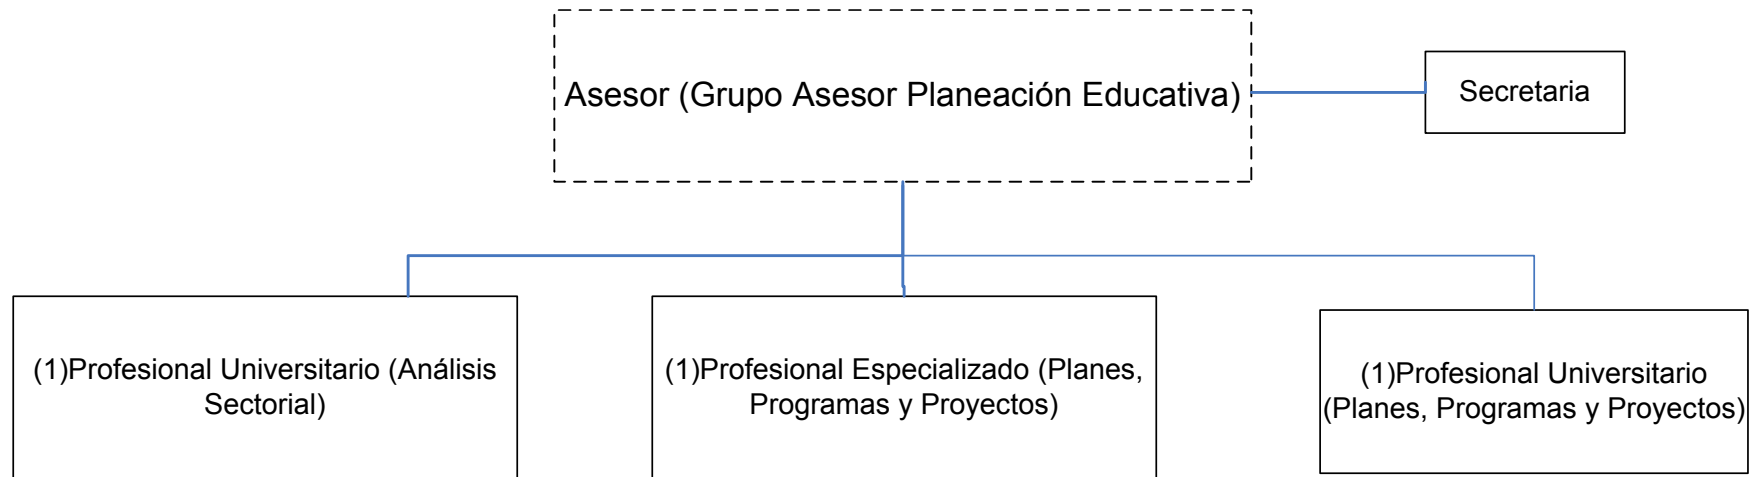 Asesor (Grupo Asesor Planeación Educativa)
Secretaria
(1)Profesional Universitario (Análisis
Sectorial)
(1)Profesional Especializado (Planes,
Programas y Proyectos)
(1)Profesional Universitario
(Planes, Programas y Proyectos)